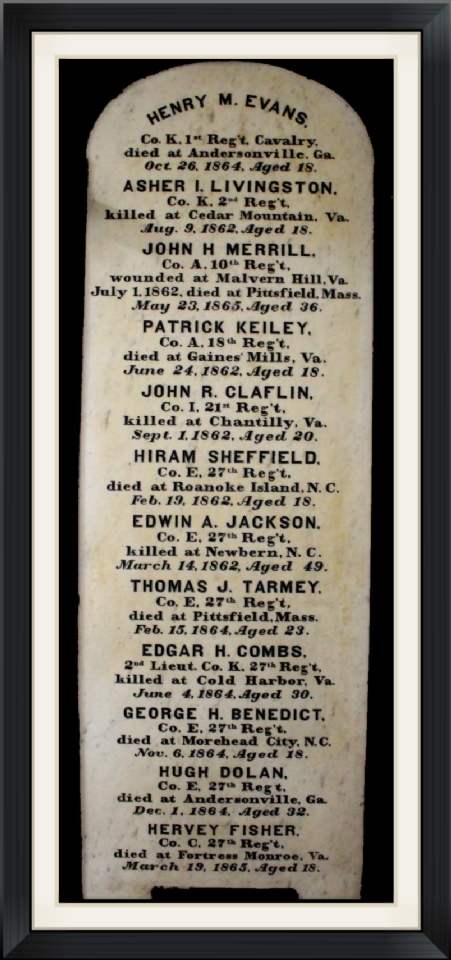 HENRY M. EVANS,
Co. K, 1st Reg't, Cavalry,
died at Andersonville, Ga.
Oct. 26, 1864, Aged 18.
ASHER I. LIVINGSTON,
Co. K, 2nd Reg't,
killed at Cedar Mountain, Va.
Aug. 9, 1862, Aged 18.
JOHN H MERRILL,
Co. A, 10th Reg't,
wounded at Malvern Hill, Va.
July 1, 1862, died at Pittsfield, Mass.
May 23, 1865, Aged 36.
PATRICK KEILEY,
Co. A, 18th Reg't,
died at Gaines' Mills, Va.
June 24, 1862, Aged 18.
JOHN R. CLAFLIN,
Co. I, 21st Reg't,
killed at Chantilly, Va.
Sept. 1, 1862, Aged 20.
HIRAM SHEFFIELD,
Co. E, 27th Reg't,
died at Roanoke Island, N. C.
Feb. 19, 1862, Aged 18.
EDWIN A. JACKSON,
Co. E, 27th Reg't,
killed at Newbern, N. C.
March 14, 1862, Aged 49.
THOMAS J. TARMEY,
Co. E, 27th Reg't,
died at Pittsfield, Mass.
Feb. 15, 1864, Aged 23.
EDGAR H. COMBS,
2nd Lieut. Co. K, 27th Reg't,
killed at Cold Harbor, Va.
June 4, 1864, Aged 30.
GEORGE H. BENEDICT,
Co. E, 27th Reg't,
died at Morehead City, N.C.
Nov. 6, 1864, Aged 18.
HUGH DOLAN,
Co. E, 27th Reg't,
died at Andersonville, Ga.
Dec. 1, 1864, Aged 32.
HERVEY FISHER,
Co. C, 27th Reg't,
died at Fortress Monroe, Va.
March 19, 1865, Aged 18.